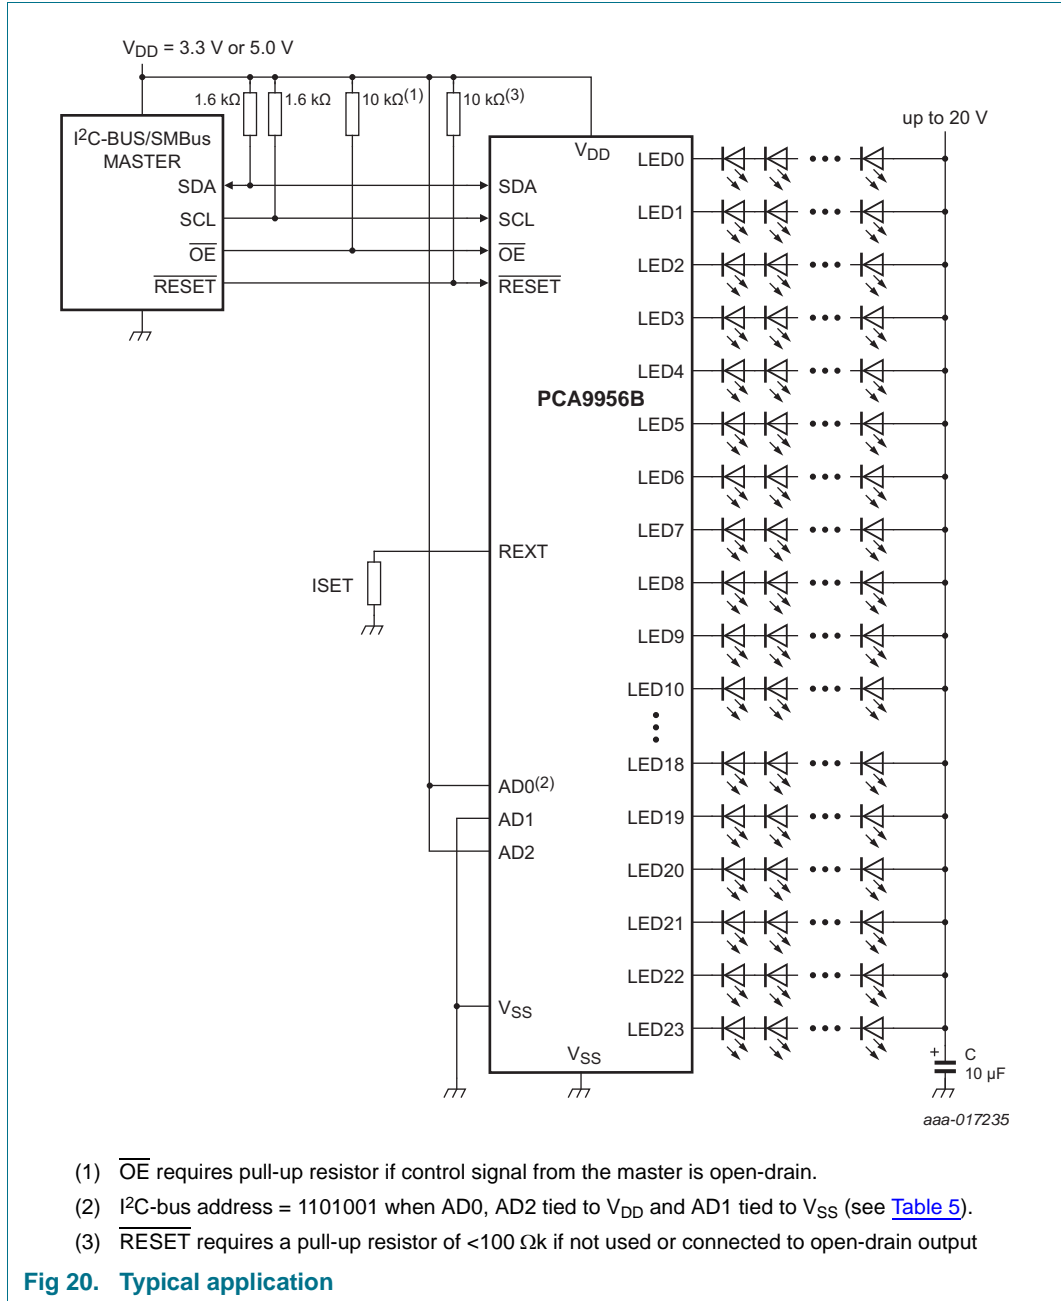 VDD = 3.3 V or 5.0 V
1.6 kΩ 1.6 kΩ 10 kΩ(1) 10 kΩ(3)
I2C-BUS/SMBus
MASTER
SDA
SCL
OE
RESET
VDD
SDA
SCL
OE
RESET
PCA9956B
REXT
ISET
AD0(2)
AD1
AD2
VSS
VSS
up to 20 V
LED0
LED1
LED2
LED3
LED4
LED5
LED6
LED7
LED8
LED9
LED10
LED18
LED19
LED20
LED21
LED22
LED23
+ C
10 µF
aaa-017235
(1) OE requires pull-up resistor if control signal from the master is open-drain.
(2) I2C-bus address = 1101001 when AD0, AD2 tied to VDD and AD1 tied to VSS (see Table 5).
(3) RESET requires a pull-up resistor of <100 Ωk if not used or connected to open-drain output
Fig 20. Typical application